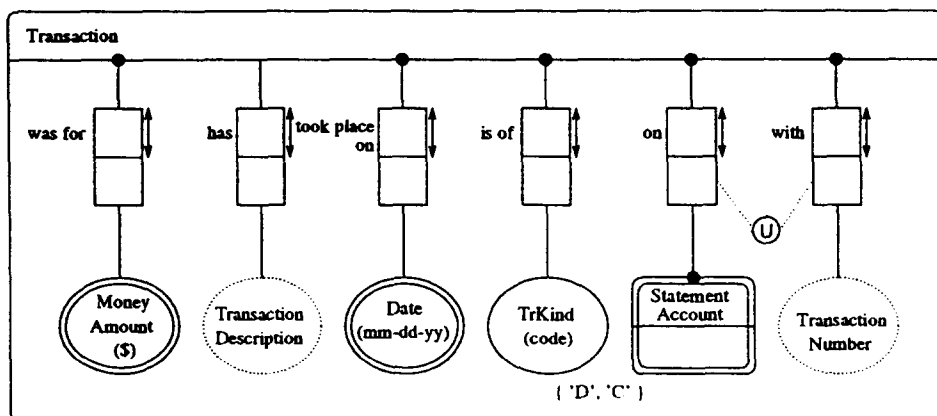 Transaction
was for
has
took place
on
is of
on
with
U
Money
Amount
($)
Transaction
Description
Date
(mm-dd-yy)
TrKind
(code)
Statement
Account
Transaction
Number
{ 'D', 'C' }